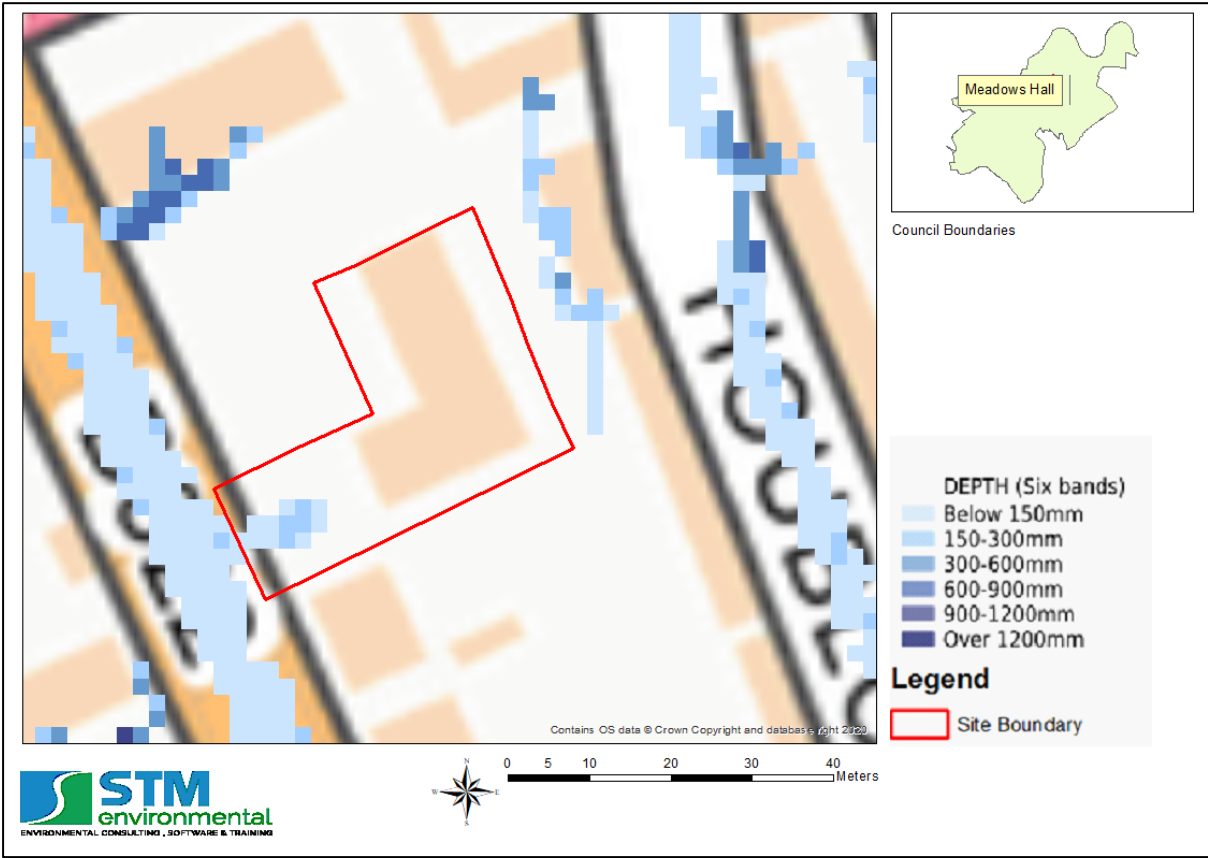 Meadows Hall
Council Boundaries
DEPTH (Six bands)
Below 150mm
150-300mm
300-600mm
600-900mm
900-1200mm
Over 1200mm
Legend
Site Boundary
Contains OS data © Crown Copyright and database right 2020
STM
environmental
ENVIRONMENTAL CONSULTING, SOFTWARE & TRAINING
N
W
E
S
0 5 10 20 30 40
Meters